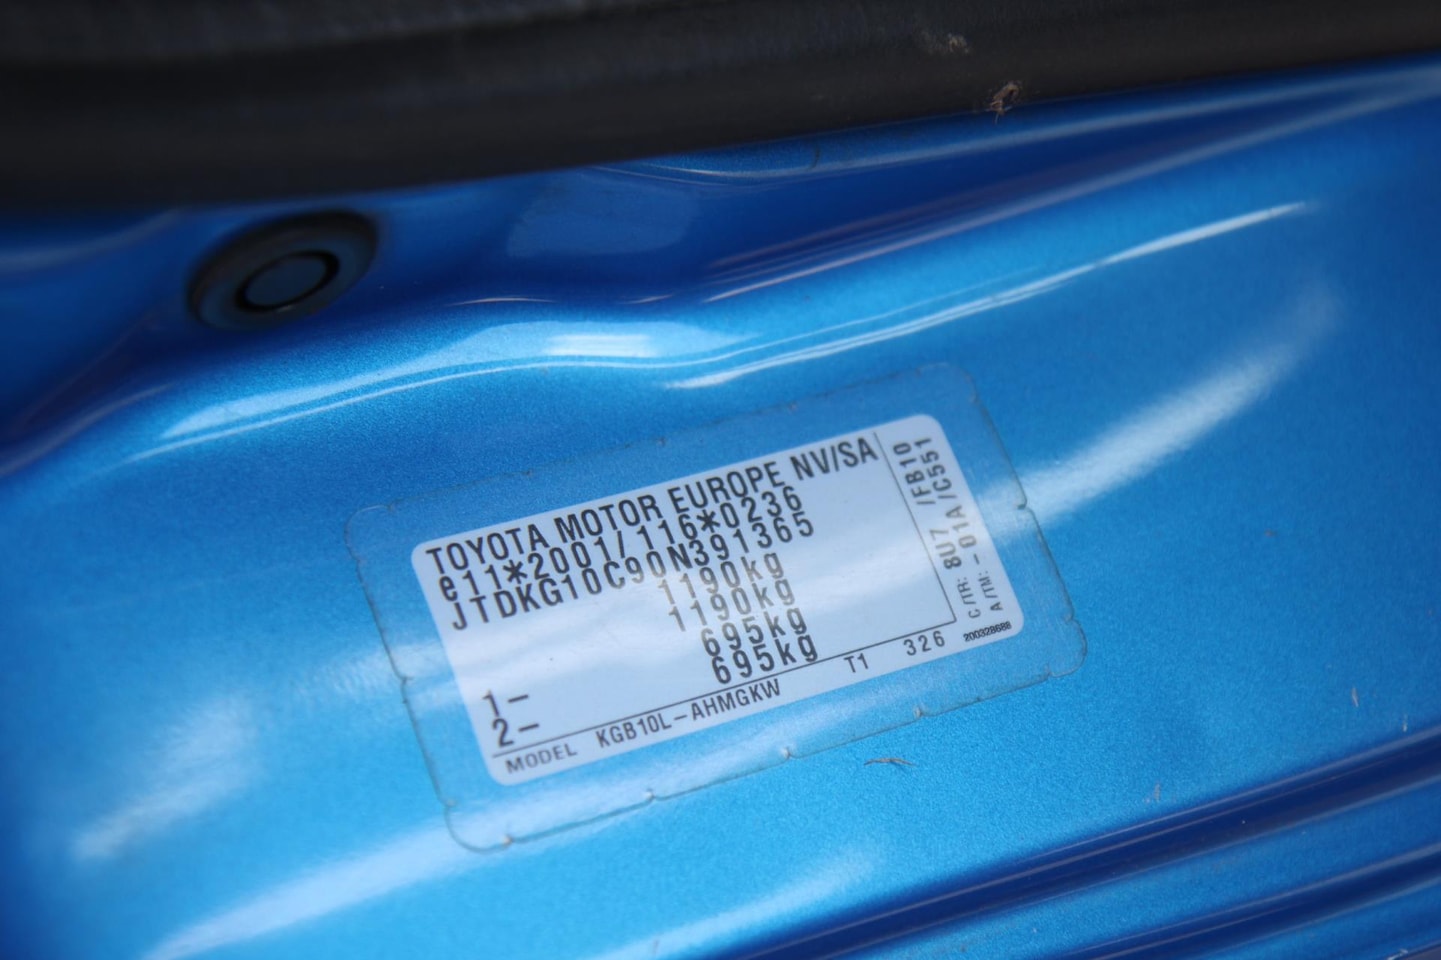 TOYOTA MOTOR EUROPE NV/SA
e11*2001/116*0236
JTDKG10C90N391365
1190kg
1190kg
1- 695kg
2- 695kg
MODEL KGB10L-AHMGKW T1 326
C/TR: 8U7 /FB10
A/TM: -01A/C551
200328688